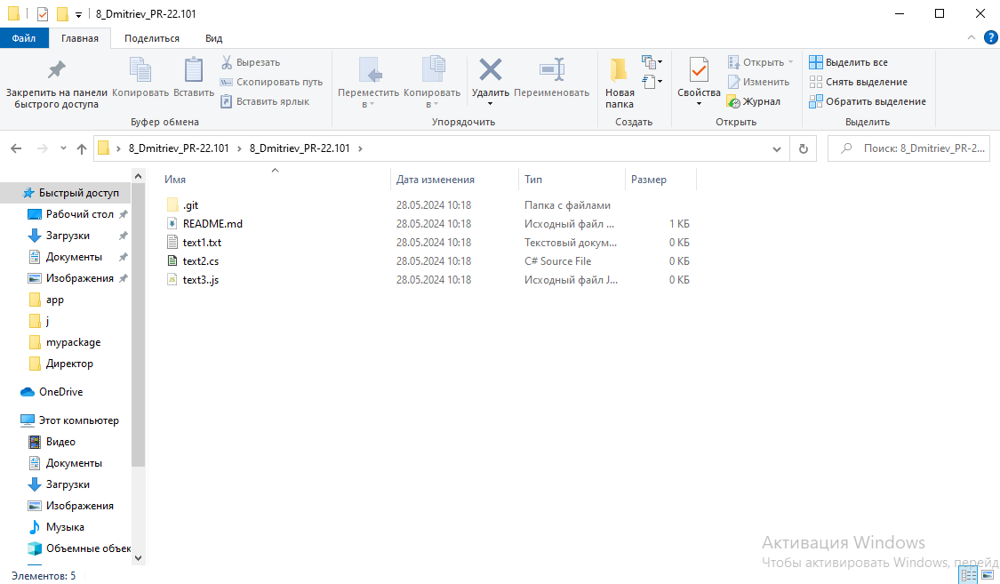 8_Dmitriev_PR-22.101
Файл Главная Поделиться Вид
Закрепить на панели быстрого доступа
Копировать
Вставить
Вырезать
Скопировать путь
Вставить ярлык
Буфер обмена
Переместить в
Копировать в
Удалить
Переименовать
Упорядочить
Новая папка
Создать
Свойства
Открыть
Изменить
Журнал
Открыть
Выделить все
Снять выделение
Обратить выделение
Выделить
8_Dmitriev_PR-22.101 › 8_Dmitriev_PR-22.101 ›
Поиск: 8_Dmitriev_PR-2...
Быстрый доступ
Рабочий стол
Загрузки
Документы
Изображения
app
j
mypackage
Директор
OneDrive
Этот компьютер
Видео
Документы
Загрузки
Изображения
Музыка
Объемные объек
Имя Дата изменения Тип Размер
.git 28.05.2024 10:18 Папка с файлами
README.md 28.05.2024 10:18 Исходный файл ... 1 КБ
text1.txt 28.05.2024 10:18 Текстовый докум... 0 КБ
text2.cs 28.05.2024 10:18 C# Source File 0 КБ
text3..js 28.05.2024 10:18 Исходный файл J... 0 КБ
Активация Windows
Чтобы активировать Windows, перейд
Элементов: 5